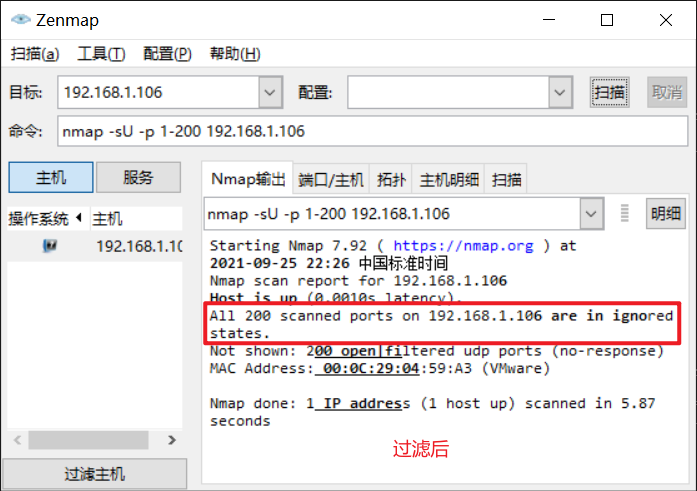 Zenmap
扫描(a) 工具(T) 配置(P) 帮助(H)
目标: 192.168.1.106 配置: 扫描 取消
命令: nmap -sU -p 1-200 192.168.1.106
主机 服务 Nmap输出 端口/主机 拓扑 主机明细 扫描
操作系统 主机 nmap -sU -p 1-200 192.168.1.106 明细
192.168.1.10
Starting Nmap 7.92 ( https://nmap.org ) at
2021-09-25 22:26 中国标准时间
Nmap scan report for 192.168.1.106
Host is up (0.0010s latency).
All 200 scanned ports on 192.168.1.106 are in ignored
states.
Not shown: 200 open|filtered udp ports (no-response)
MAC Address: 00:0C:29:04:59:A3 (VMware)
Nmap done: 1 IP address (1 host up) scanned in 5.87
seconds
过滤后
过滤主机